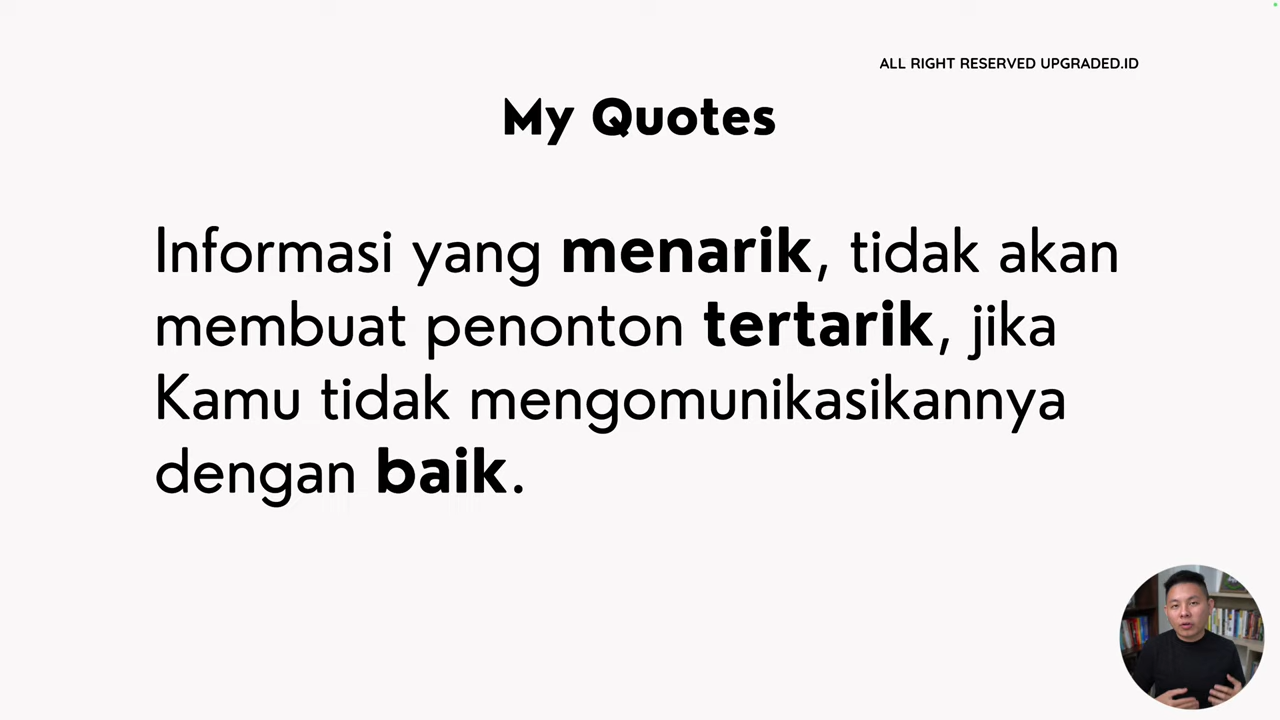 ALL RIGHT RESERVED UPGRADED.ID
My Quotes
Informasi yang menarik, tidak akan
membuat penonton tertarik, jika
Kamu tidak mengomunikasikannya
dengan baik.